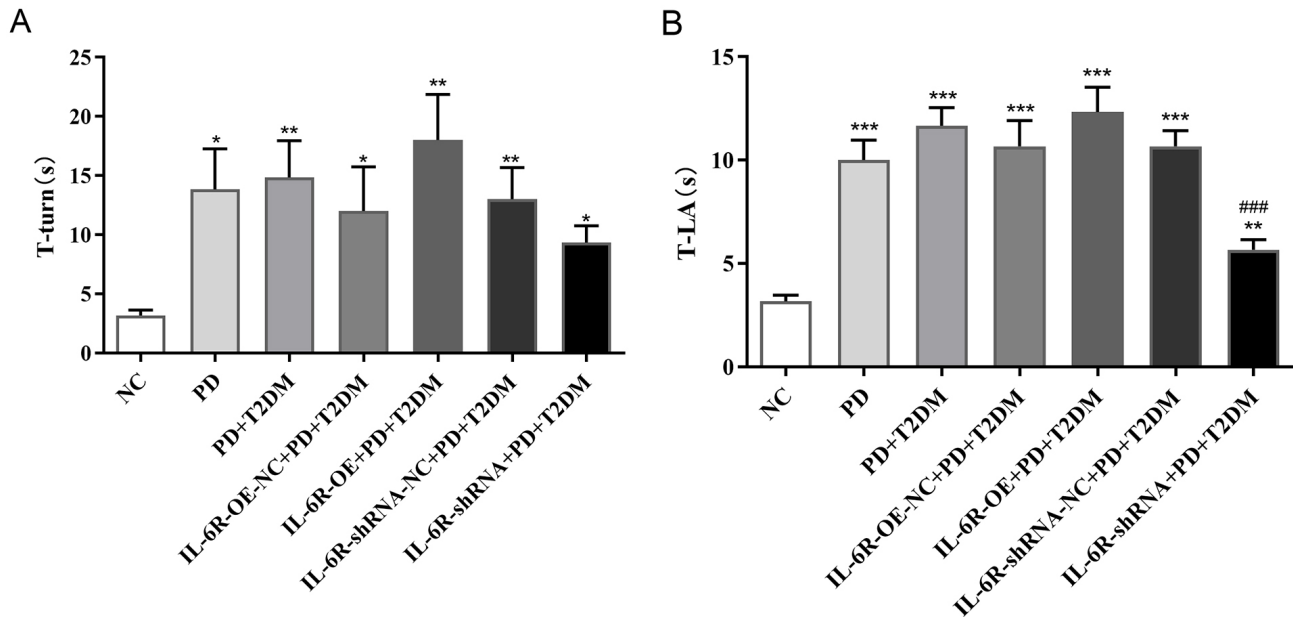 A
T-turn(s)
25
20
15
10
5
0
*
**
*
**
**
*
NC
PD
PD+T2DM
IL-6R-OE-NC+PD+T2DM
IL-6R-OE+PD+T2DM
IL-6R-shRNA-NC+PD+T2DM
IL-6R-shRNA+PD+T2DM
B
T-LA(s)
15
10
5
0
***
***
***
***
***
###
**
NC
PD
PD+T2DM
IL-6R-OE-NC+PD+T2DM
IL-6R-OE+PD+T2DM
IL-6R-shRNA-NC+PD+T2DM
IL-6R-shRNA+PD+T2DM